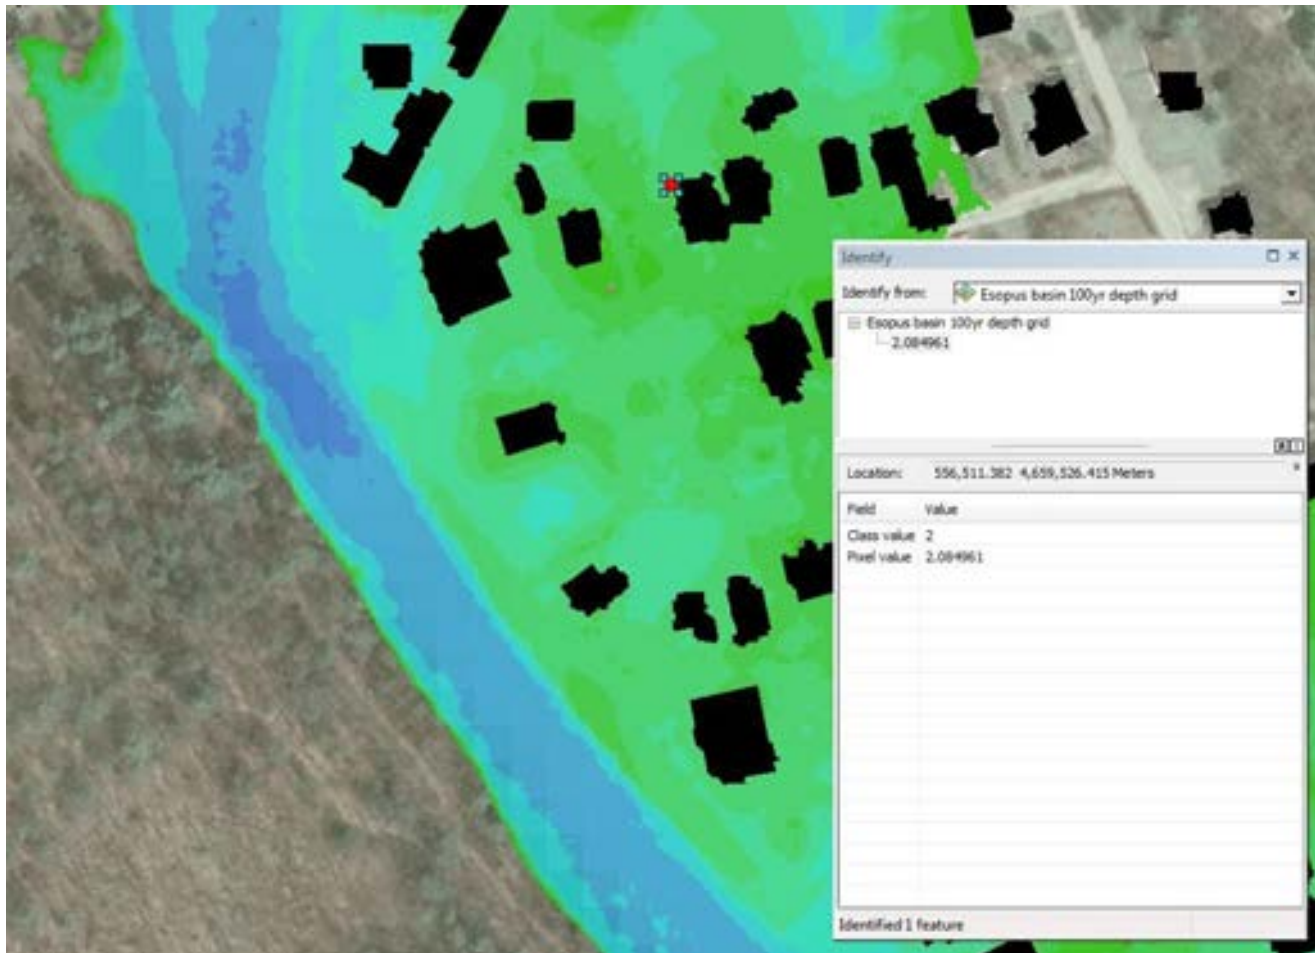 Identify
Identify from: Esopus basin 100yr depth grid
Esopus basin 100yr depth grid
2.084961
Location: 556,511.382 4,659,526.415 Meters
Field Value
Class value 2
Pixel value 2.084961
Identified 1 feature